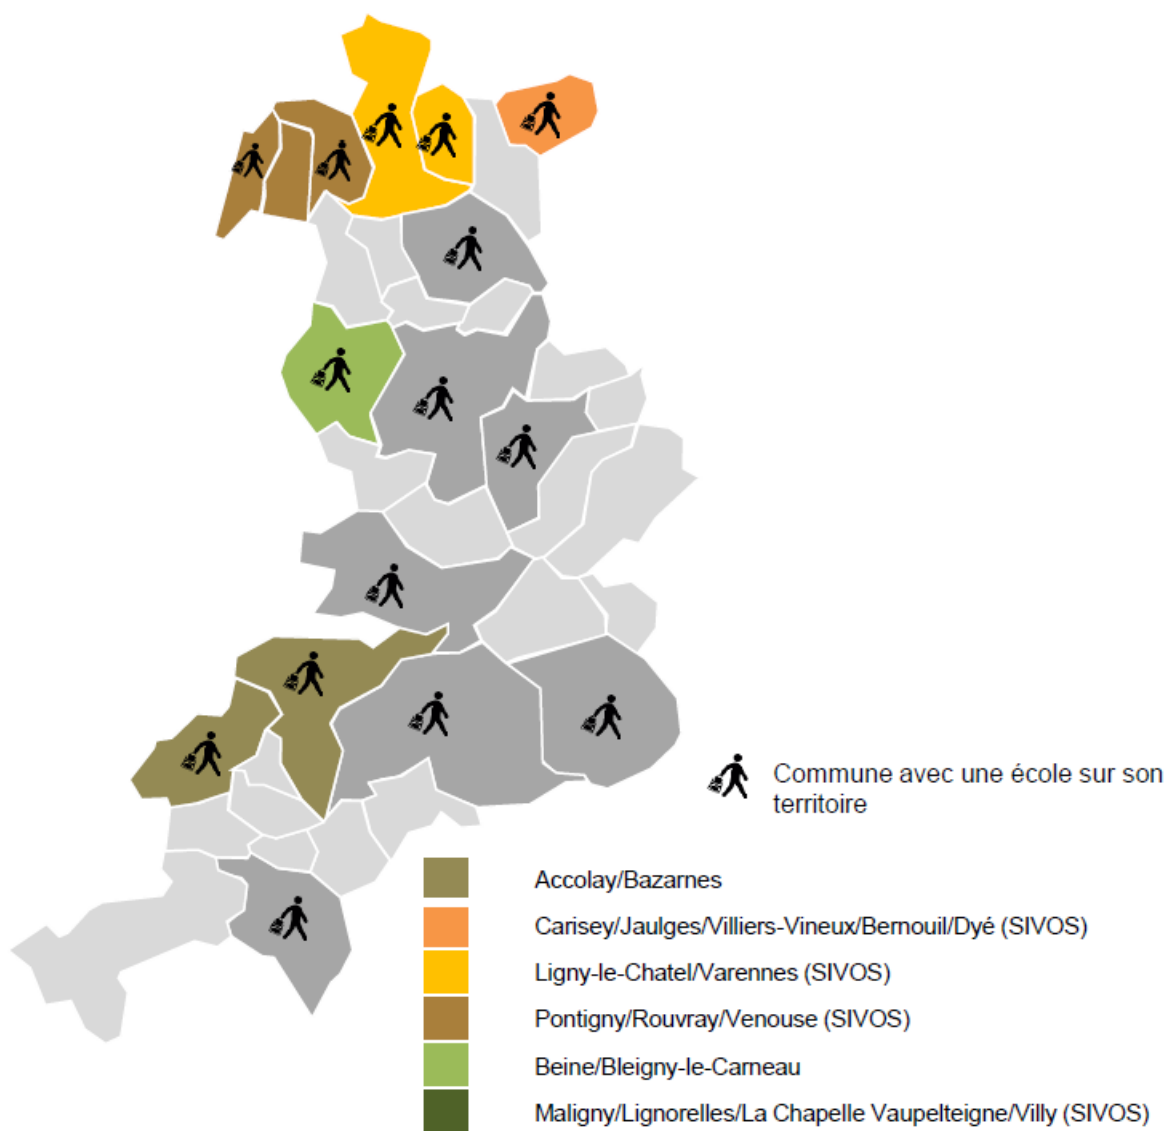 Commune avec une école sur son
territoire
Accolay/Bazarnes
Carisey/Jaulges/Villiers-Vineux/Bernouil/Dyé (SIVOS)
Ligny-le-Chatel/Varennes (SIVOS)
Pontigny/Rouvray/Venouse (SIVOS)
Beine/Bleigny-le-Carneau
Maligny/Lignorelles/La Chapelle Vaupelteigne/Villy (SIVOS)